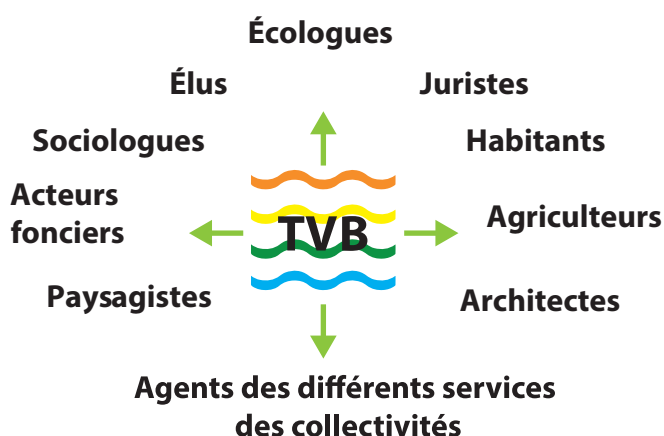 Écologues
Élus
Juristes
Sociologues
Habitants
Acteurs
fonciers
TVB
Agriculteurs
Paysagistes
Architectes
Agents des différents services
des collectivités